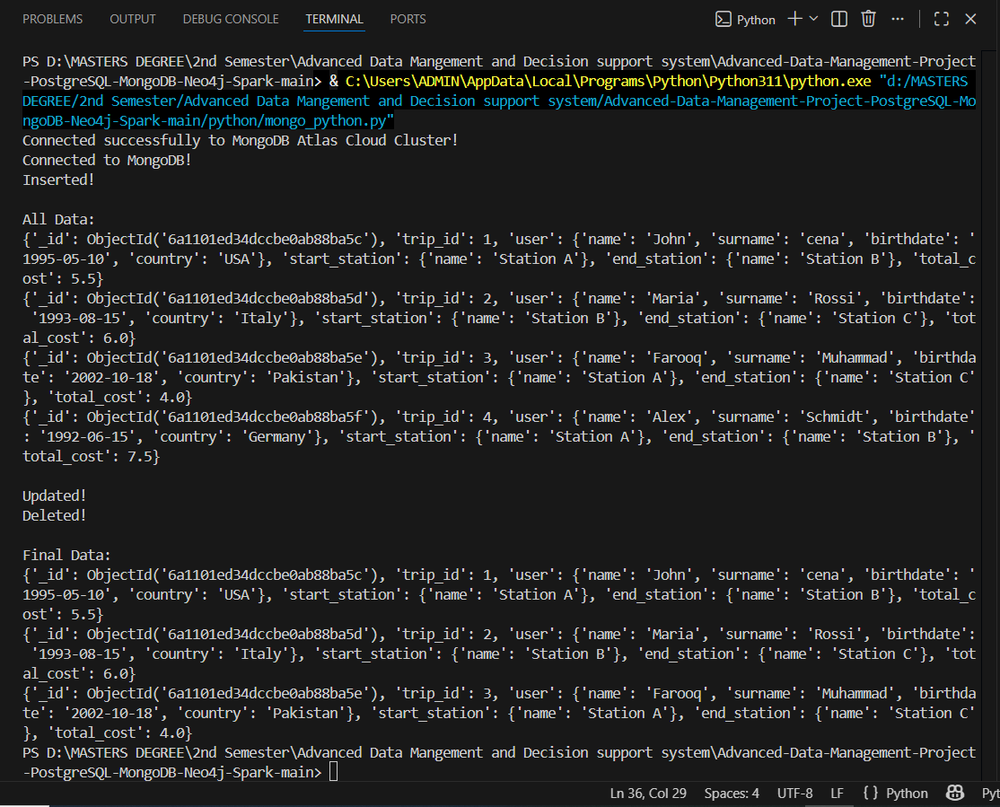 PROBLEMS OUTPUT DEBUG CONSOLE TERMINAL PORTS Python
PS D:\MASTERS DEGREE\2nd Semester\Advanced Data Mangement and Decision support system\Advanced-Data-Management-Project
-PostgreSQL-MongoDB-Neo4j-Spark-main> & C:\Users\ADMIN\AppData\Local\Programs\Python\Python311\python.exe "d:/MASTERS
DEGREE/2nd Semester/Advanced Data Mangement and Decision support system/Advanced-Data-Management-Project-PostgreSQL-Mo
ngoDB-Neo4j-Spark-main/python/mongo_python.py"
Connected successfully to MongoDB Atlas Cloud Cluster!
Connected to MongoDB!
Inserted!

All Data:
{'_id': ObjectId('6a1101ed34dccbe0ab88ba5c'), 'trip_id': 1, 'user': {'name': 'John', 'surname': 'cena', 'birthdate': '
1995-05-10', 'country': 'USA'}, 'start_station': {'name': 'Station A'}, 'end_station': {'name': 'Station B'}, 'total_c
ost': 5.5}
{'_id': ObjectId('6a1101ed34dccbe0ab88ba5d'), 'trip_id': 2, 'user': {'name': 'Maria', 'surname': 'Rossi', 'birthdate':
 '1993-08-15', 'country': 'Italy'}, 'start_station': {'name': 'Station B'}, 'end_station': {'name': 'Station C'}, 'tot
al_cost': 6.0}
{'_id': ObjectId('6a1101ed34dccbe0ab88ba5e'), 'trip_id': 3, 'user': {'name': 'Farooq', 'surname': 'Muhammad', 'birthda
te': '2002-10-18', 'country': 'Pakistan'}, 'start_station': {'name': 'Station A'}, 'end_station': {'name': 'Station C'
}, 'total_cost': 4.0}
{'_id': ObjectId('6a1101ed34dccbe0ab88ba5f'), 'trip_id': 4, 'user': {'name': 'Alex', 'surname': 'Schmidt', 'birthdate'
: '1992-06-15', 'country': 'Germany'}, 'start_station': {'name': 'Station A'}, 'end_station': {'name': 'Station B'}, '
total_cost': 7.5}

Updated!
Deleted!

Final Data:
{'_id': ObjectId('6a1101ed34dccbe0ab88ba5c'), 'trip_id': 1, 'user': {'name': 'John', 'surname': 'cena', 'birthdate': '
1995-05-10', 'country': 'USA'}, 'start_station': {'name': 'Station A'}, 'end_station': {'name': 'Station B'}, 'total_c
ost': 5.5}
{'_id': ObjectId('6a1101ed34dccbe0ab88ba5d'), 'trip_id': 2, 'user': {'name': 'Maria', 'surname': 'Rossi', 'birthdate':
 '1993-08-15', 'country': 'Italy'}, 'start_station': {'name': 'Station B'}, 'end_station': {'name': 'Station C'}, 'tot
al_cost': 6.0}
{'_id': ObjectId('6a1101ed34dccbe0ab88ba5e'), 'trip_id': 3, 'user': {'name': 'Farooq', 'surname': 'Muhammad', 'birthda
te': '2002-10-18', 'country': 'Pakistan'}, 'start_station': {'name': 'Station A'}, 'end_station': {'name': 'Station C'
}, 'total_cost': 4.0}
PS D:\MASTERS DEGREE\2nd Semester\Advanced Data Mangement and Decision support system\Advanced-Data-Management-Project
-PostgreSQL-MongoDB-Neo4j-Spark-main>
Ln 36, Col 29 Spaces: 4 UTF-8 LF {} Python Pyt